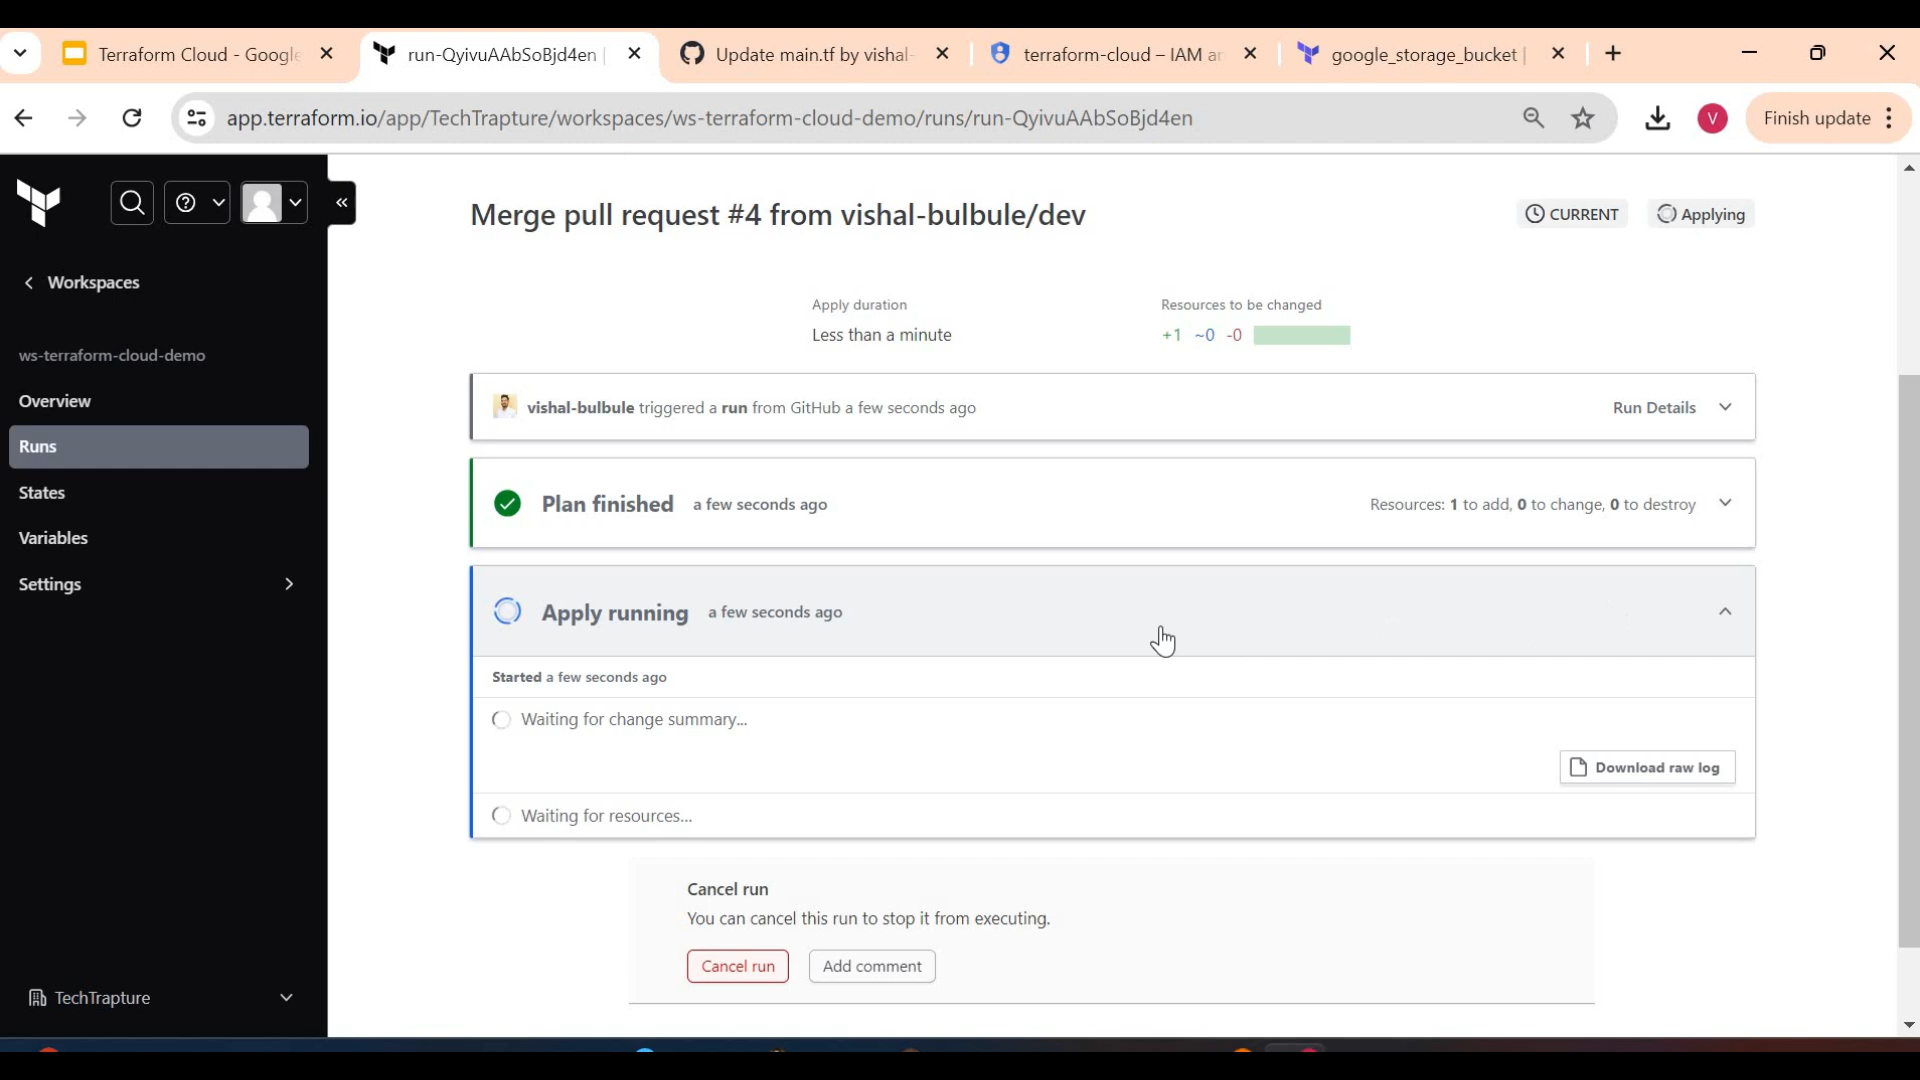 Terraform Cloud - Google
run-QyivuAAbSoBjd4en
Update main.tf by vishal-
terraform-cloud – IAM an
google_storage_bucket |
app.terraform.io/app/TechTrapture/workspaces/ws-terraform-cloud-demo/runs/run-QyivuAAbSoBjd4en
V
Finish update
Workspaces
ws-terraform-cloud-demo
Overview
Runs
States
Variables
Settings
TechTrapture
Merge pull request #4 from vishal-bulbule/dev
CURRENT
Applying
Apply duration
Less than a minute
Resources to be changed
+1 ~0 -0
vishal-bulbule triggered a run from GitHub a few seconds ago
Run Details
Plan finished a few seconds ago
Resources: 1 to add, 0 to change, 0 to destroy
Apply running a few seconds ago
Started a few seconds ago
Waiting for change summary...
Download raw log
Waiting for resources...
Cancel run
You can cancel this run to stop it from executing.
Cancel run
Add comment